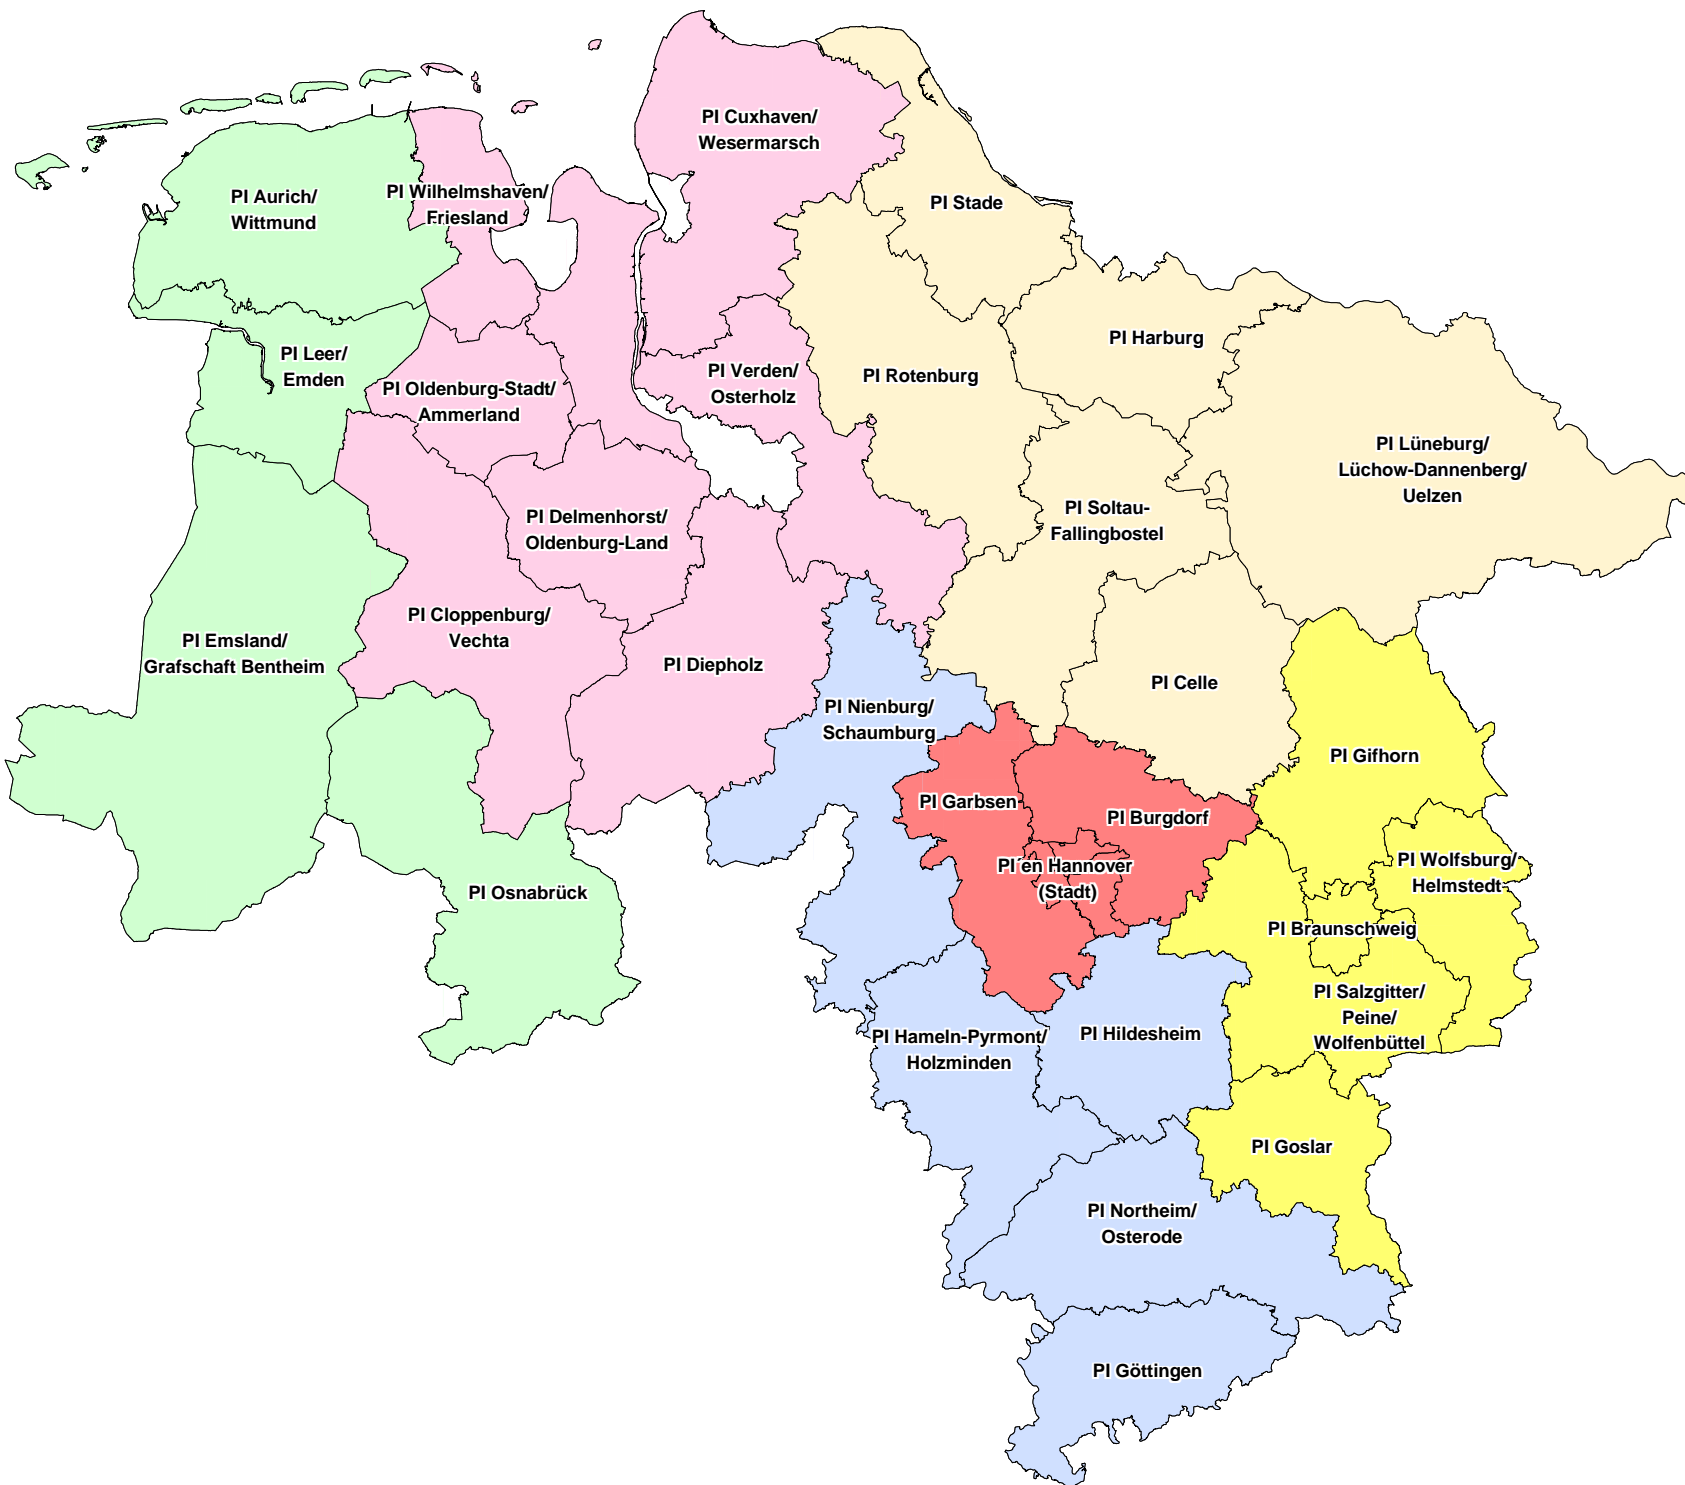 PI Cuxhaven/
Wesermarsch
PI Aurich/
Wittmund
PI Wilhelmshaven/
Friesland
PI Stade
PI Leer/
Emden
PI Harburg
PI Oldenburg-Stadt/
Ammerland
PI Verden/
Osterholz
PI Rotenburg
PI Lüneburg/
Lüchow-Dannenberg/
Uelzen
PI Delmenhorst/
Oldenburg-Land
PI Soltau-
Fallingbostel
PI Emsland/
Grafschaft Bentheim
PI Cloppenburg/
Vechta
PI Diepholz
PI Celle
PI Nienburg/
Schaumburg
PI Gifhorn
PI Garbsen
PI Burgdorf
PI´en Hannover
(Stadt)
PI Wolfsburg/
Helmstedt
PI Osnabrück
PI Braunschweig
PI Salzgitter/
Peine/
Wolfenbüttel
PI Hameln-Pyrmont/
Holzminden
PI Hildesheim
PI Goslar
PI Northeim/
Osterode
PI Göttingen